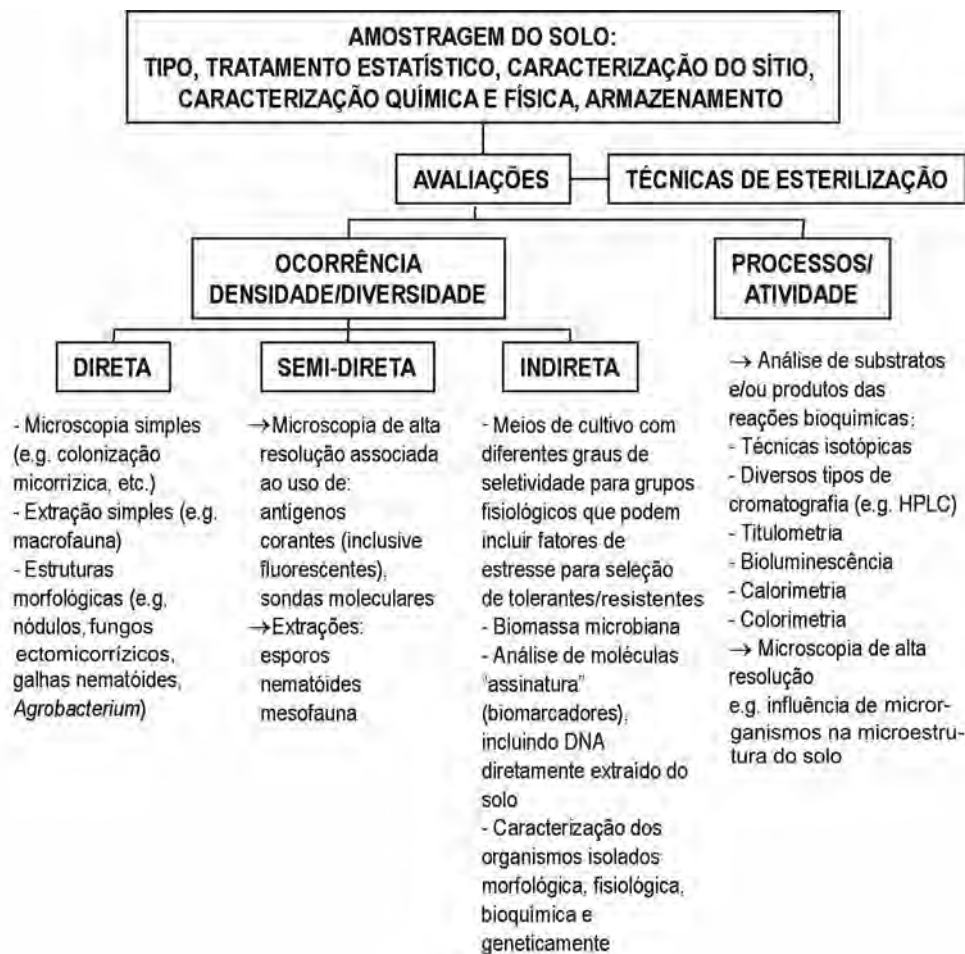 AMOSTRAGEM DO SOLO:
TIPO, TRATAMENTO ESTATÍSTICO, CARACTERIZAÇÃO DO SÍTIO,
CARACTERIZAÇÃO QUÍMICA E FÍSICA, ARMAZENAMENTO
AVALIAÇÕES
TÉCNICAS DE ESTERILIZAÇÃO
OCORRÊNCIA
DENSIDADE/DIVERSIDADE
PROCESSOS/
ATIVIDADE
DIRETA
- Microscopia simples
(e.g. colonização
micorrizica, etc.)
- Extração simples (e.g.
macrofauna)
- Estruturas
morfológicas (e.g.
nódulos, fungos
ectomicorrízicos,
galhas nematóides,
Agrobacterium)
SEMI-DIRETA
→Microscopia de alta
resolução associada
ao uso de:
antígenos
corantes (inclusive
fluorescentes),
sondas moleculares
→Extrações:
esporos
nematóides
mesofauna
INDIRETA
- Meios de cultivo com
diferentes graus de
seletividade para grupos
fisiológicos que podem
incluir fatores de
estresse para seleção
de tolerantes/resistentes
- Biomassa microbiana
- Análise de moléculas
"assinatura"
(biomarcadores),
incluindo DNA
diretamente extraido do
solo
- Caracterização dos
organismos isolados
morfológica, fisiológica,
bioquímica e
geneticamente
→ Análise de substratos
e/ou produtos das
reações bioquimicas:
- Técnicas isotópicas
- Diversos tipos de
cromatografia (e.g. HPLC)
- Titulometria
- Bioluminescência
- Calorimetria
- Colorimetria
→ Microscopia de alta
resolução
e.g. influência de micror-
ganismos na microestru-
tura do solo